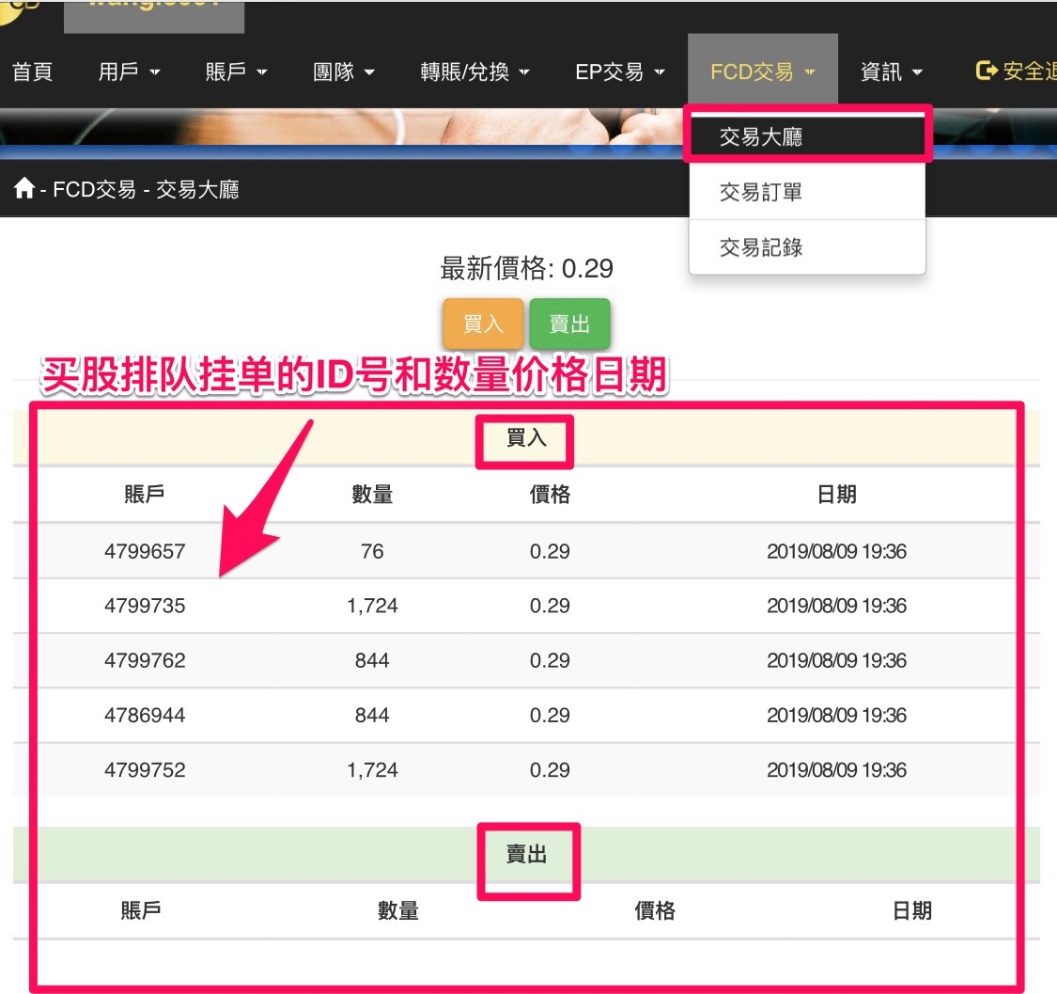 首頁 用戶 賬戶 團隊 轉賬/兌換 EP交易 FCD交易 資訊 安全
交易大廳
交易訂單
交易記錄
- FCD交易 - 交易大廳
最新價格: 0.29
買入 賣出
买股排队挂单的ID号和数量价格日期
買入
賬戶 數量 價格 日期
4799657 76 0.29 2019/08/09 19:36
4799735 1,724 0.29 2019/08/09 19:36
4799762 844 0.29 2019/08/09 19:36
4786944 844 0.29 2019/08/09 19:36
4799752 1,724 0.29 2019/08/09 19:36
賣出
賬戶 數量 價格 日期